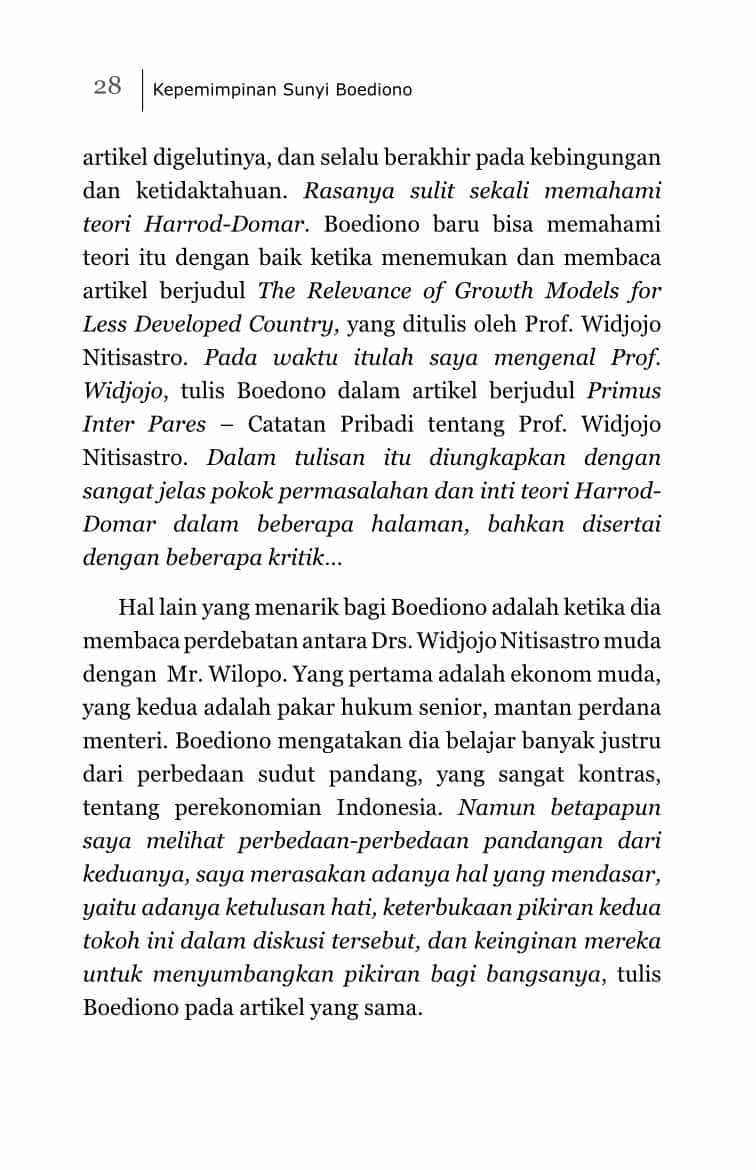 28
Kepemimpinan Sunyi Boediono
artikel digelutinya, dan selalu berakhir pada kebingungan
dan ketidaktahuan. Rasanya sulit sekali memahami
teori Harrod-Domar. Boediono baru bisa memahami
teori itu dengan baik ketika menemukan dan membaca
artikel berjudul The Relevance of Growth Models for
Less Developed Country, yang ditulis oleh Prof. Widjojo
Nitisastro. Pada waktu itulah saya mengenal Prof.
Widjojo, tulis Boedono dalam artikel berjudul Primus
Inter Pares – Catatan Pribadi tentang Prof. Widjojo
Nitisastro. Dalam tulisan itu diungkapkan dengan
sangat jelas pokok permasalahan dan inti teori Harrod-
Domar dalam beberapa halaman, bahkan disertai
dengan beberapa kritik...
Hal lain yang menarik bagi Boediono adalah ketika dia
membaca perdebatan antara Drs. Widjojo Nitisastro muda
dengan Mr. Wilopo. Yang pertama adalah ekonom muda,
yang kedua adalah pakar hukum senior, mantan perdana
menteri. Boediono mengatakan dia belajar banyak justru
dari perbedaan sudut pandang, yang sangat kontras,
tentang perekonomian Indonesia. Namun betapapun
saya melihat perbedaan-perbedaan pandangan dari
keduanya, saya merasakan adanya hal yang mendasar,
yaitu adanya ketulusan hati, keterbukaan pikiran kedua
tokoh ini dalam diskusi tersebut, dan keinginan mereka
untuk menyumbangkan pikiran bagi bangsanya, tulis
Boediono pada artikel yang sama.